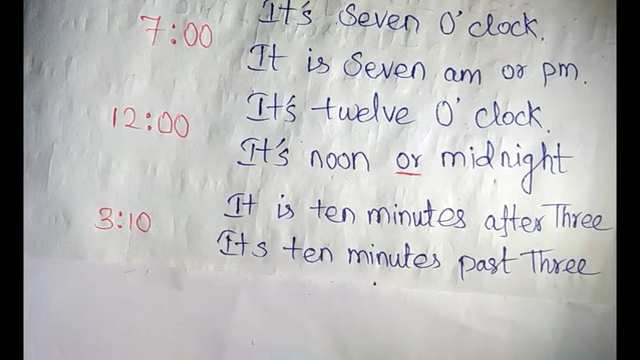 7:00 It's Seven O'clock.
It is Seven am or pm.
12:00 It's twelve O'clock.
It's noon or midnight
3:10 It is ten minutes after Three
Its ten minutes past Three